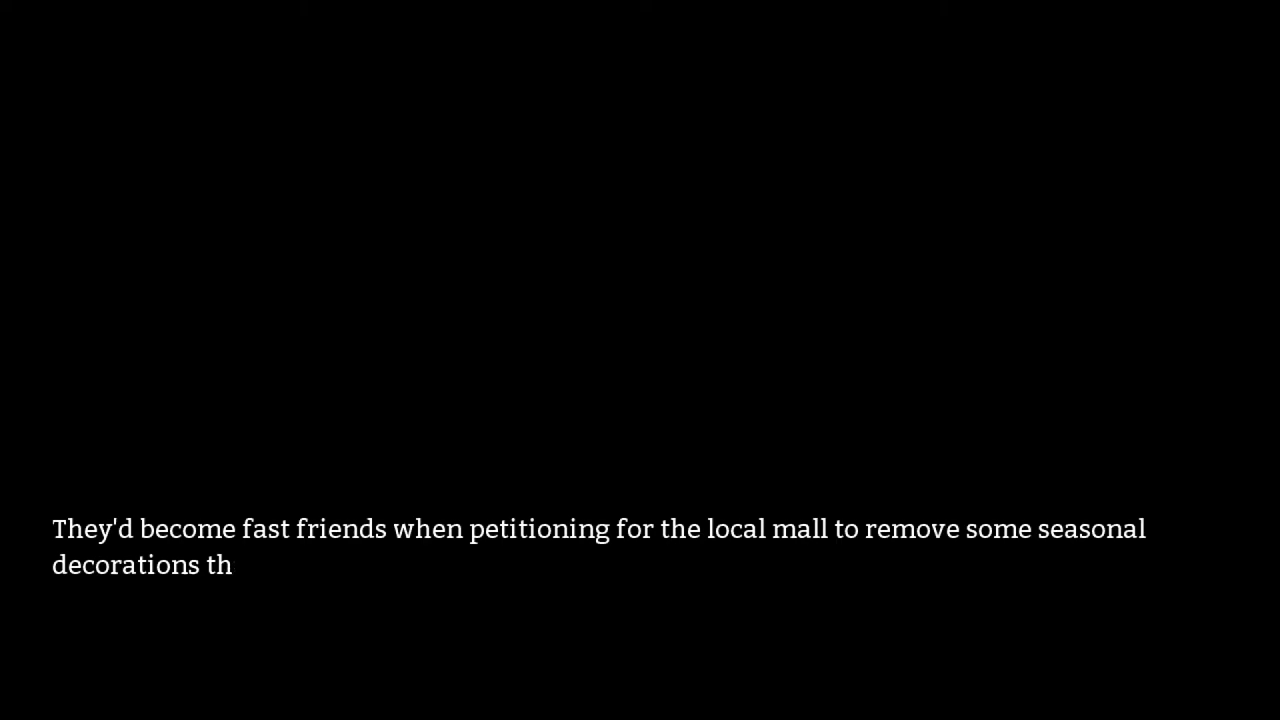 They'd become fast friends when petitioning for the local mall to remove some seasonal
decorations th